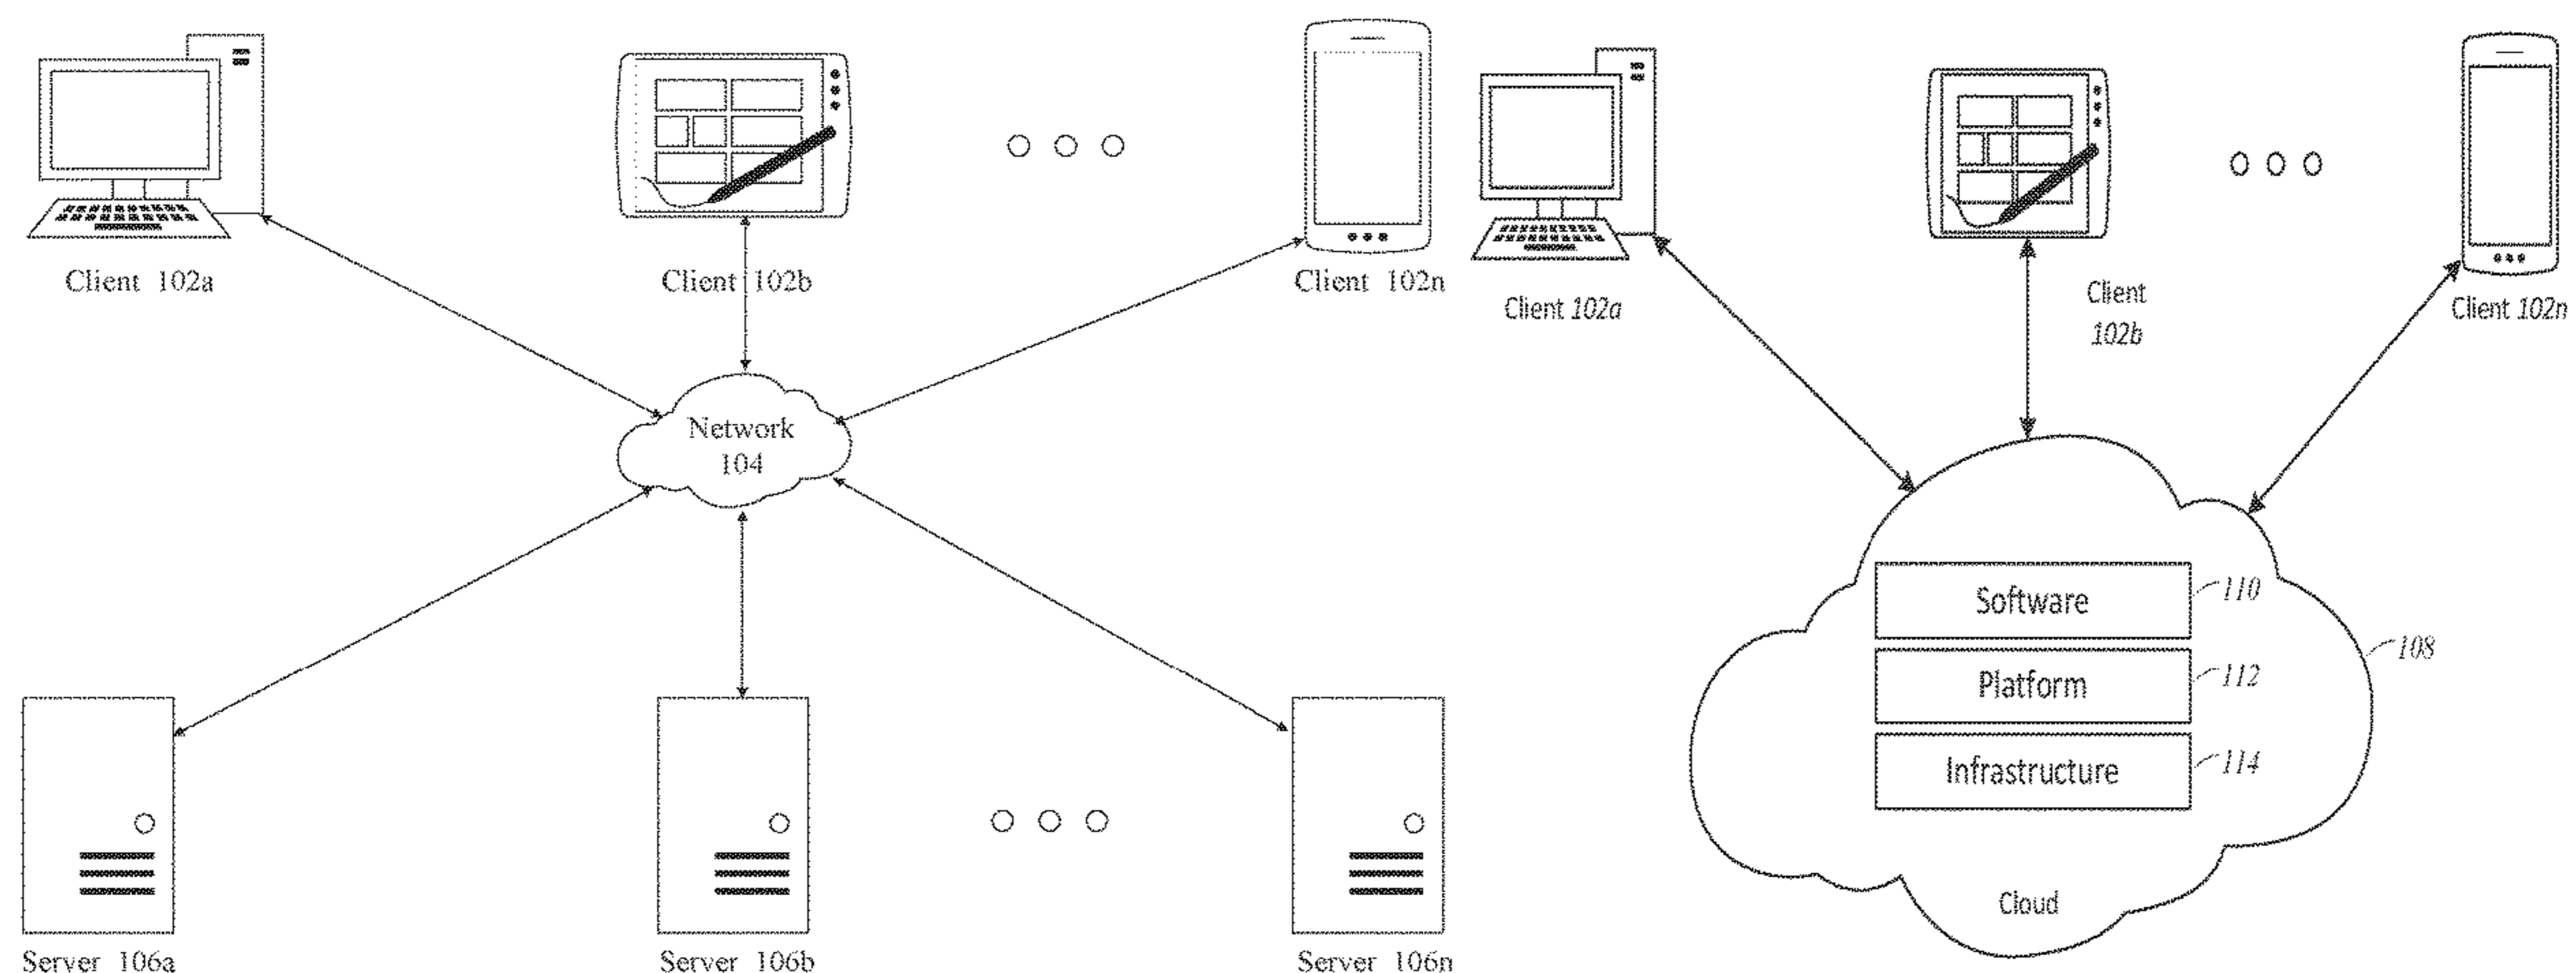 Client 102a
Client 102b
Client 102n
Network
104
Server 106a
Server 106b
Server 106n
Client 102a
Client
102b
Client 102n
Software
110
108
Platform
112
Infrastructure
114
Cloud